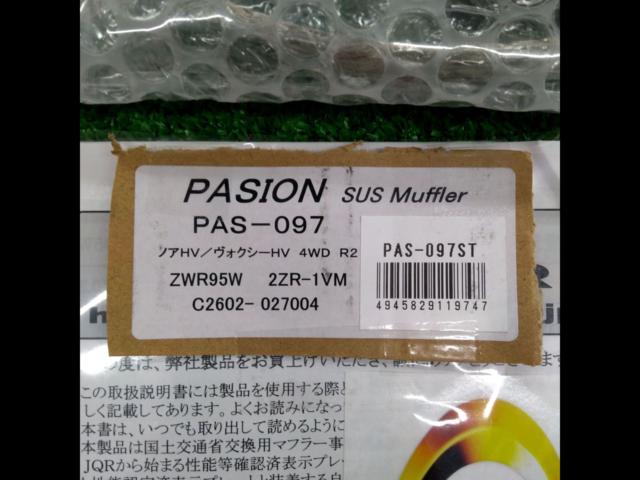 PASION SUS Muffler
PAS-097
ノアHV/ヴォクシーHV 4WD R2
ZWR95W 2ZR-1VM
C2602-027004
PAS-097ST
4945829119747
の度は、弊社製品をお買上げいただき、
この取扱説明書には製品を使用する際と
しく記載してあります。よくお読みになっ
本書は、いつでも取り出して読めるように
本製品は国土交通省交換用マフラー事
JQRから始まる性能等確認済表示プレー